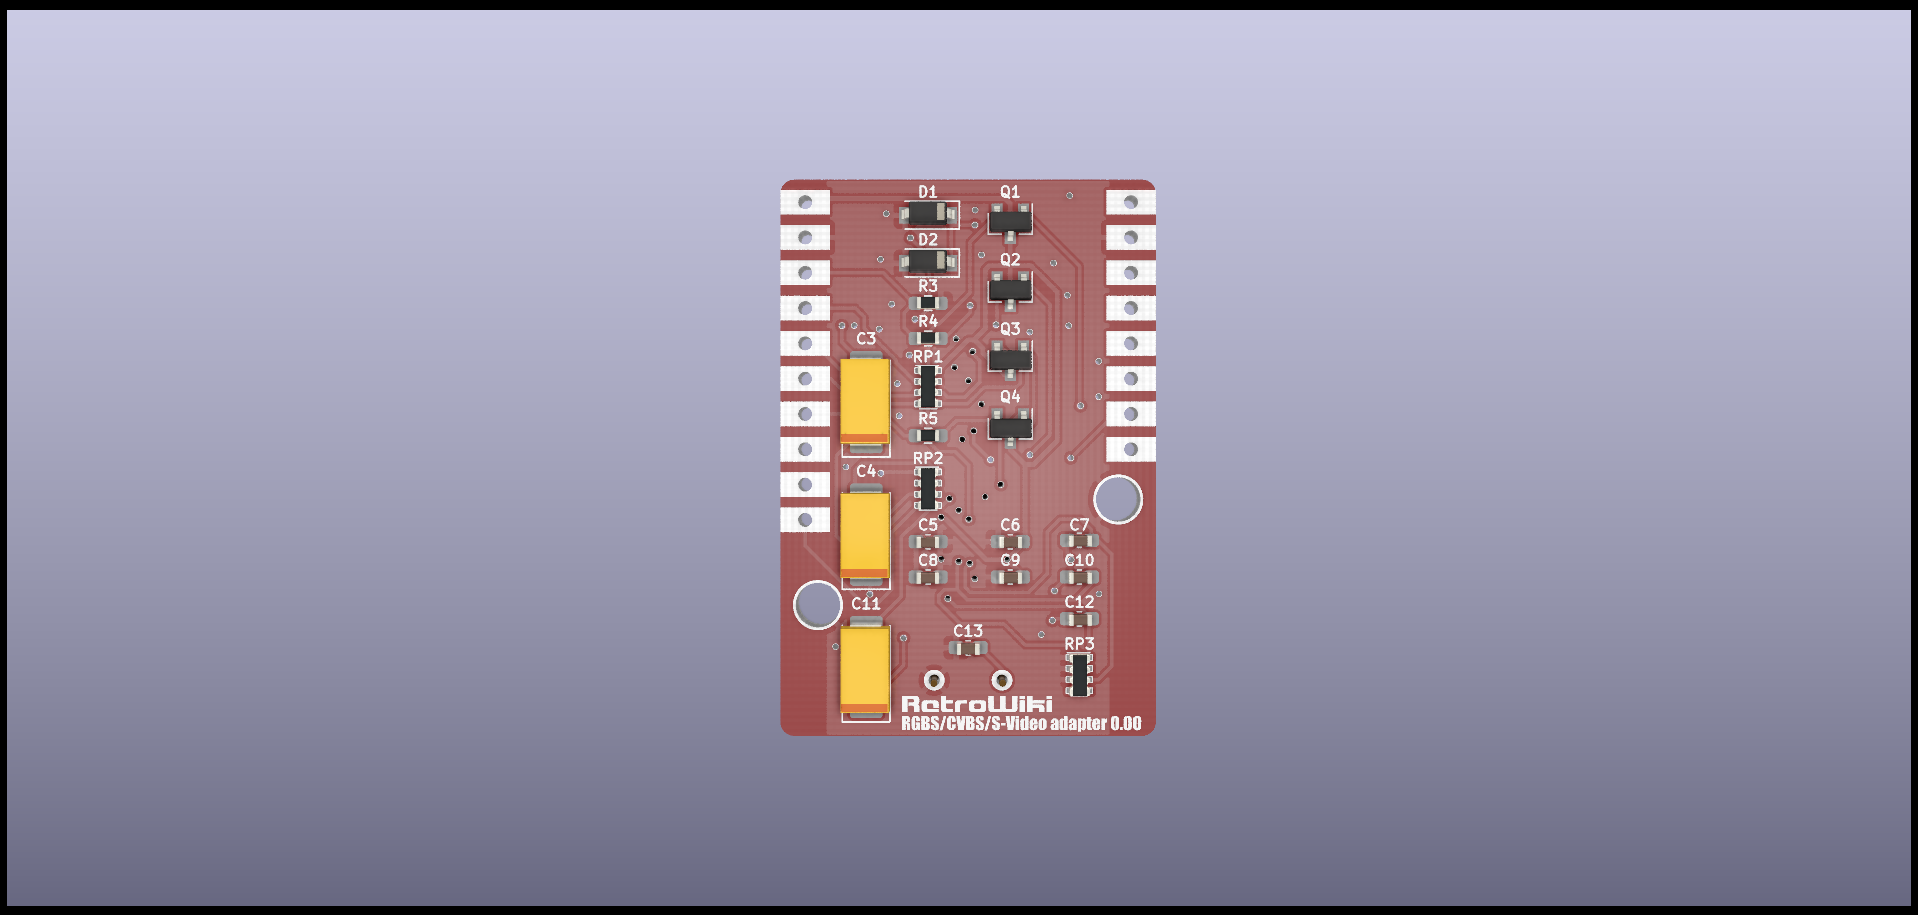 D1 Q1
D2
Q2
R3
R4 Q3
C3
RP1
Q4
R5
RP2
C4
C5 C6 C7
C8 C9 C10
C11 C12
C13
RP3
RetroWiki
RGBS/CVBS/S-Video adapter 0.00